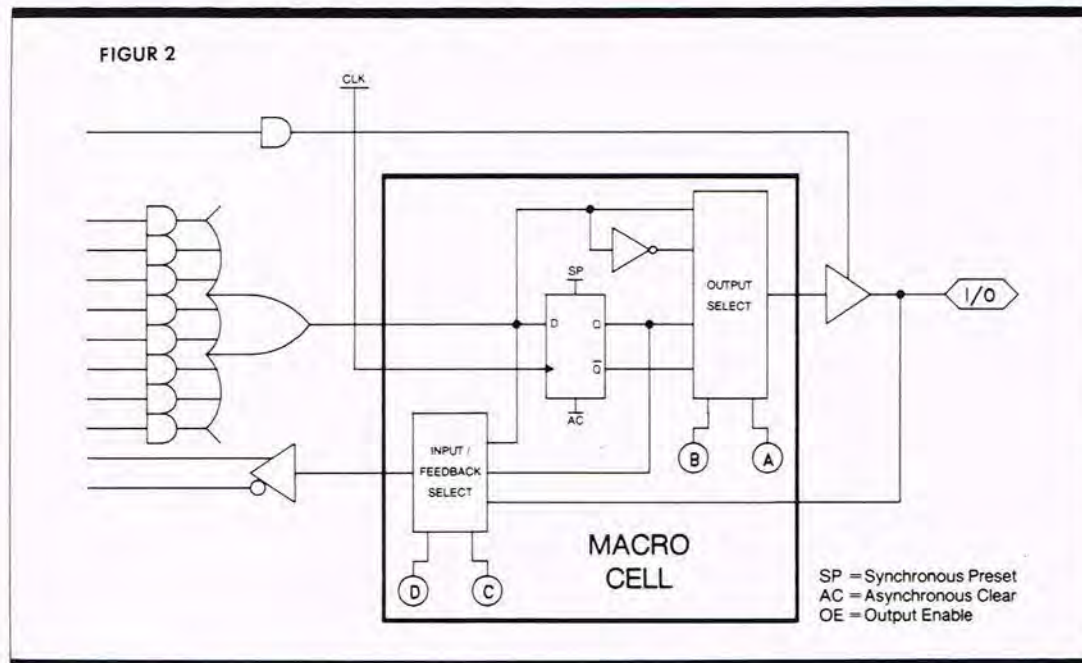 FIGUR 2
CLK
SP
D
Q
Q̅
AC
OUTPUT
SELECT
I/O
B
A
INPUT /
FEEDBACK
SELECT
D
C
MACRO
CELL
SP = Synchronous Preset
AC = Asynchronous Clear
OE = Output Enable